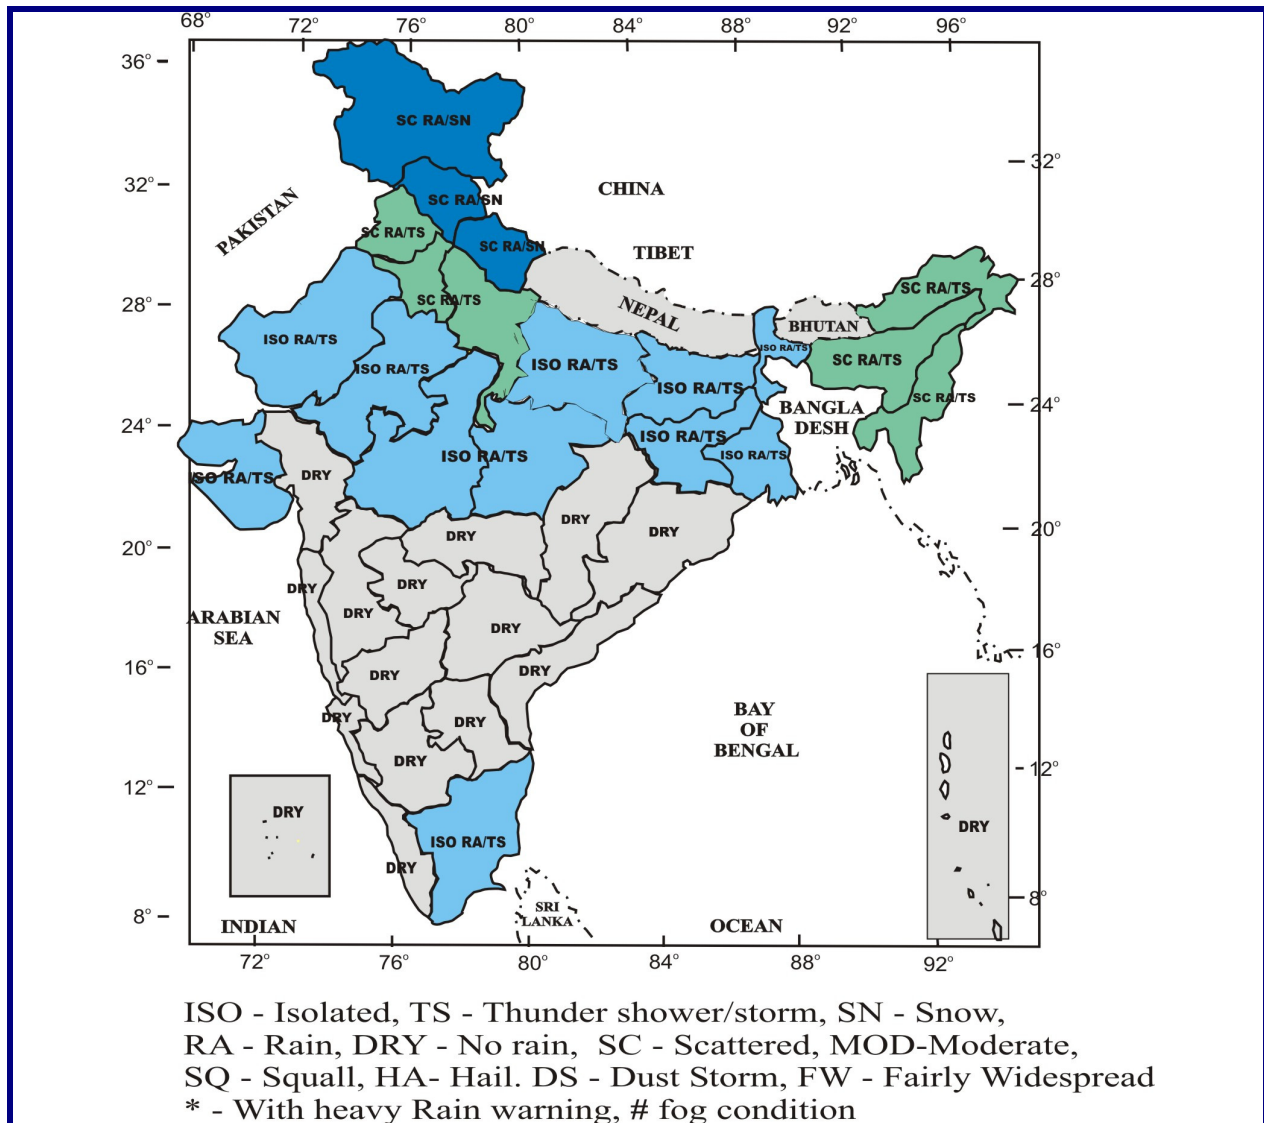 68° 72° 76° 80° 84° 88° 92° 96°
36°
SC RA/SN
32°
32°
CHINA
SC RA/SN
PAKISTAN
SC RA/TS
SC RA/SN
TIBET
28°
28°
SC RA/TS
SC RA/TS
NEPAL
BHUTAN
ISO RA/TS
ISO RA/TS
SC RA/TS
ISO RA/TS
ISO RA/TS
ISO RA/TS
SC RA/TS
24°
24°
BANGLA
DESH
ISO RA/TS
ISO RA/TS
ISO RA/TS
ISO RA/TS
DRY
DRY
20°
20°
DRY
DRY
DRY
DRY
ARABIAN
SEA
DRY
DRY
16°
16°
DRY
DRY
DRY
DRY
BAY
OF
BENGAL
DRY
12°
12°
DRY
DRY
ISO RA/TS
DRY
8°
8°
SRI
LANKA
INDIAN
OCEAN
72° 76° 80° 84° 88° 92°
ISO - Isolated, TS - Thunder shower/storm, SN - Snow,
RA - Rain, DRY - No rain, SC - Scattered, MOD-Moderate,
SQ - Squall, HA- Hail. DS - Dust Storm, FW - Fairly Widespread
* - With heavy Rain warning, # fog condition